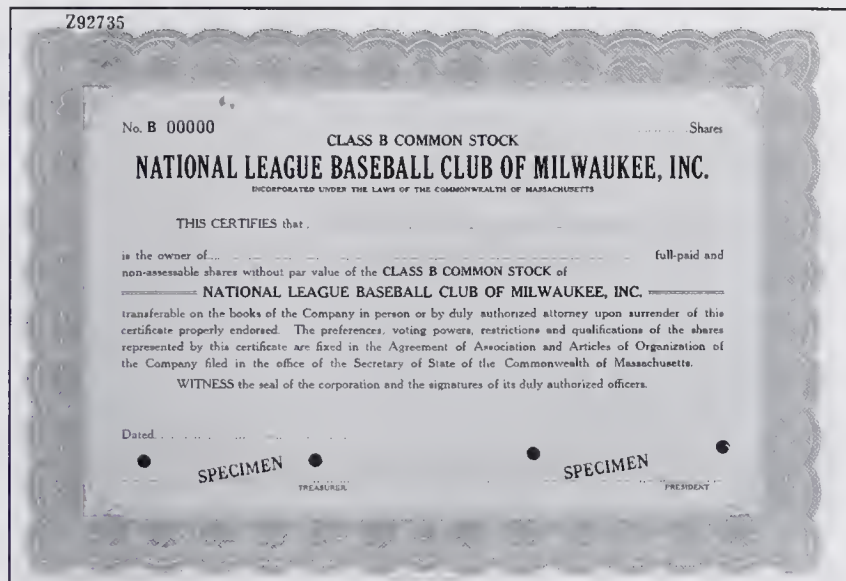 Z92735
No. B 00000 Shares
CLASS B COMMON STOCK
NATIONAL LEAGUE BASEBALL CLUB OF MILWAUKEE, INC.
INCORPORATED UNDER THE LAWS OF THE COMMONWEALTH OF MASSACHUSETTS
THIS CERTIFIES that
is the owner of full-paid and
non-assessable shares without par value of the CLASS B COMMON STOCK of
NATIONAL LEAGUE BASEBALL CLUB OF MILWAUKEE, INC.
transferable on the books of the Company in person or by duly authorized attorney upon surrender of this
certificate properly endorsed. The preferences, voting powers, restrictions and qualifications of the shares
represented by this certificate are fixed in the Agreement of Association and Articles of Organization of
the Company filed in the office of the Secretary of State of the Commonwealth of Massachusetts.
WITNESS the seal of the corporation and the signatures of its duly authorized officers.
Dated
SPECIMEN SPECIMEN
TREASURER PRESIDENT